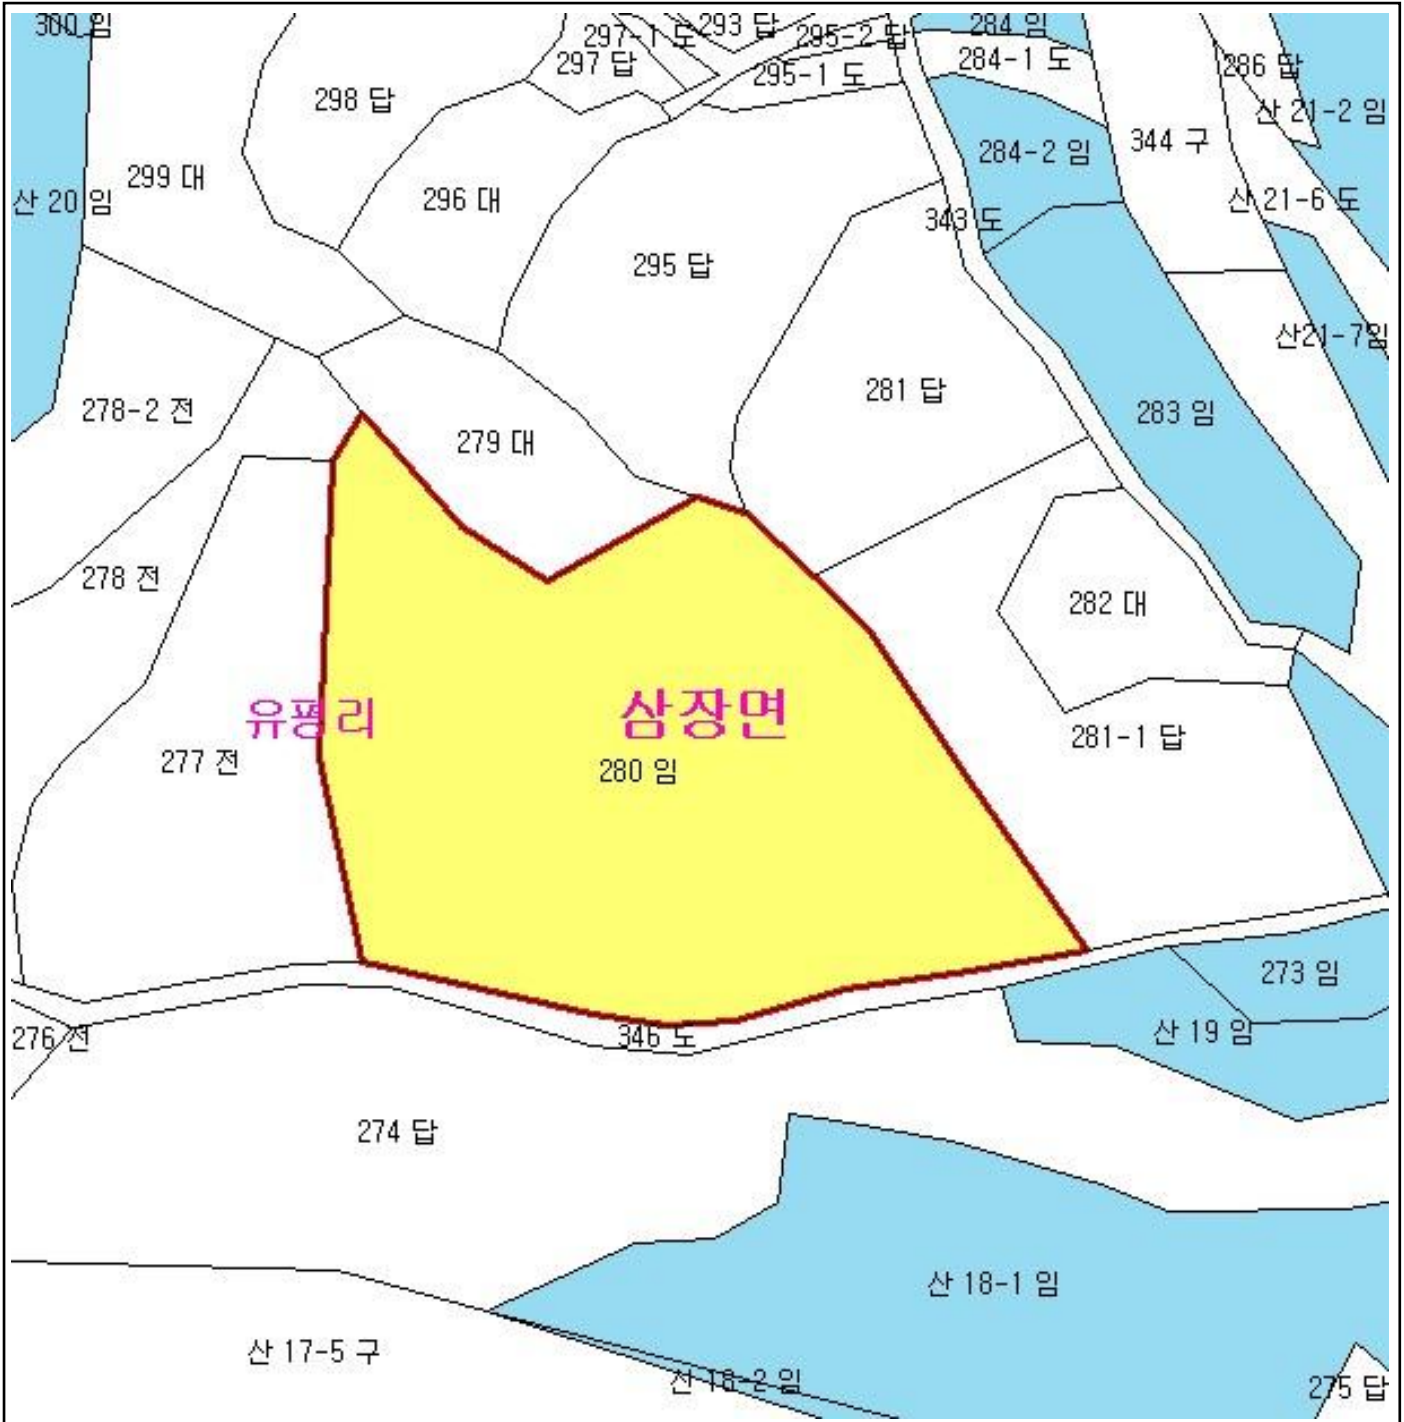 300 임
297-1 도
293 답
295-2 답
284 임
297 답
295-1 도
284-1 도
286 답
298 답
산 21-2 임
344 구
284-2 임
299 대
296 대
산 20 임
산 21-6 도
343 도
295 답
산21-7임
281 답
278-2 전
283 임
279 대
278 전
282 대
유평리
삼장면
281-1 답
277 전
280 임
273 임
276 전
346 도
산 19 임
274 답
산 18-1 임
산 17-5 구
산 18-2 임
275 답